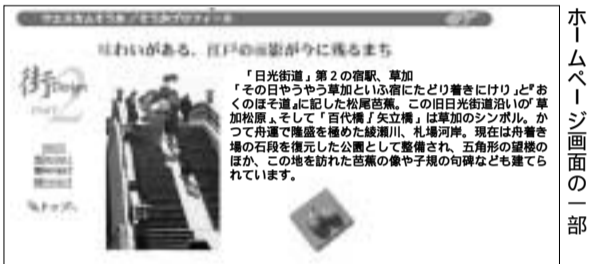 味わいがある、江戸の面影が今に残るまち
街
「日光街道」第2の宿駅、草加
「その日やうやう草加といふ宿にたどり着きにけり」と『お
くのほそ道』に記した松尾芭蕉。この旧日光街道沿いの「草
加松原」、そして「百代橋」「矢立橋」は草加のシンボル。か
つて舟運で隆盛を極めた綾瀬川、札場河岸。現在は舟着き
場の石段を復元した公園として整備され、五角形の望楼の
ほか、この地を訪れた芭蕉の像や子規の句碑なども建てら
れています。
ホームページ画面の一部